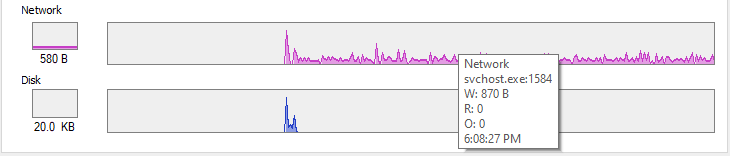 Network
580 B
Network
svchost.exe:1584
W: 870 B
R: 0
O: 0
6:08:27 PM
Disk
20.0 KB